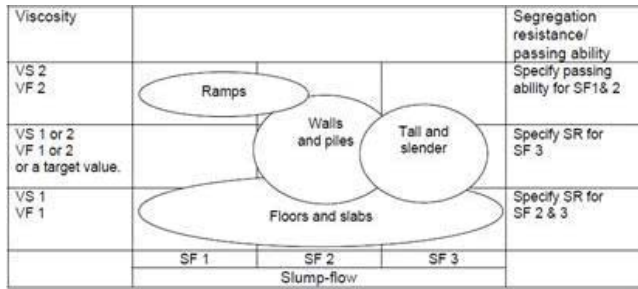 Viscosity
Segregation
resistance/
passing ability
VS 2
VF 2
Ramps
Specify passing
ability for SF1& 2
VS 1 or 2
VF 1 or 2
or a target value.
Walls
and piles
Tall and
slender
Specify SR for
SF 3
VS 1
VF 1
Floors and slabs
Specify SR for
SF 2 & 3
SF 1
SF 2
SF 3
Slump-flow